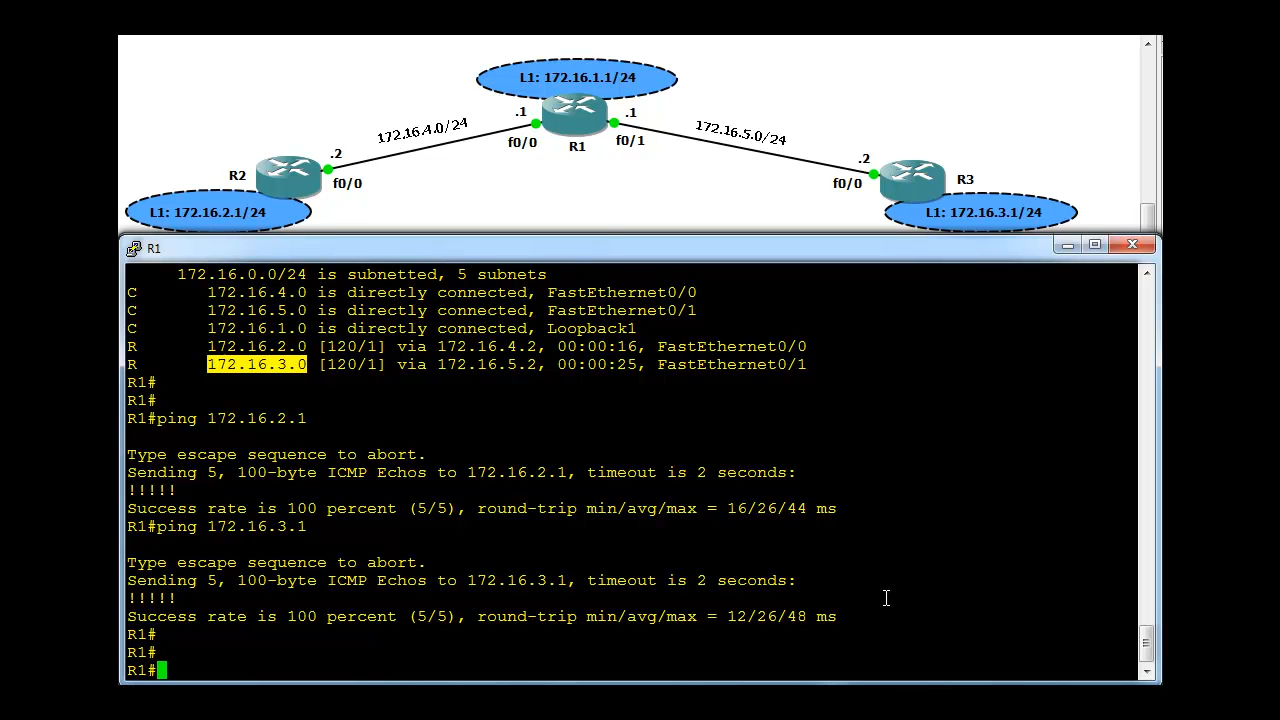 L1: 172.16.1.1/24
.1
.1
172.16.4.0/24
172.16.5.0/24
f0/0
R1
f0/1
.2
.2
R2
f0/0
f0/0
R3
L1: 172.16.2.1/24
L1: 172.16.3.1/24
R1
172.16.0.0/24 is subnetted, 5 subnets
C 172.16.4.0 is directly connected, FastEthernet0/0
C 172.16.5.0 is directly connected, FastEthernet0/1
C 172.16.1.0 is directly connected, Loopback1
R 172.16.2.0 [120/1] via 172.16.4.2, 00:00:16, FastEthernet0/0
R 172.16.3.0 [120/1] via 172.16.5.2, 00:00:25, FastEthernet0/1
R1#
R1#
R1#ping 172.16.2.1
Type escape sequence to abort.
Sending 5, 100-byte ICMP Echos to 172.16.2.1, timeout is 2 seconds:
!!!!!
Success rate is 100 percent (5/5), round-trip min/avg/max = 16/26/44 ms
R1#ping 172.16.3.1
Type escape sequence to abort.
Sending 5, 100-byte ICMP Echos to 172.16.3.1, timeout is 2 seconds:
!!!!!
Success rate is 100 percent (5/5), round-trip min/avg/max = 12/26/48 ms
R1#
R1#
R1#